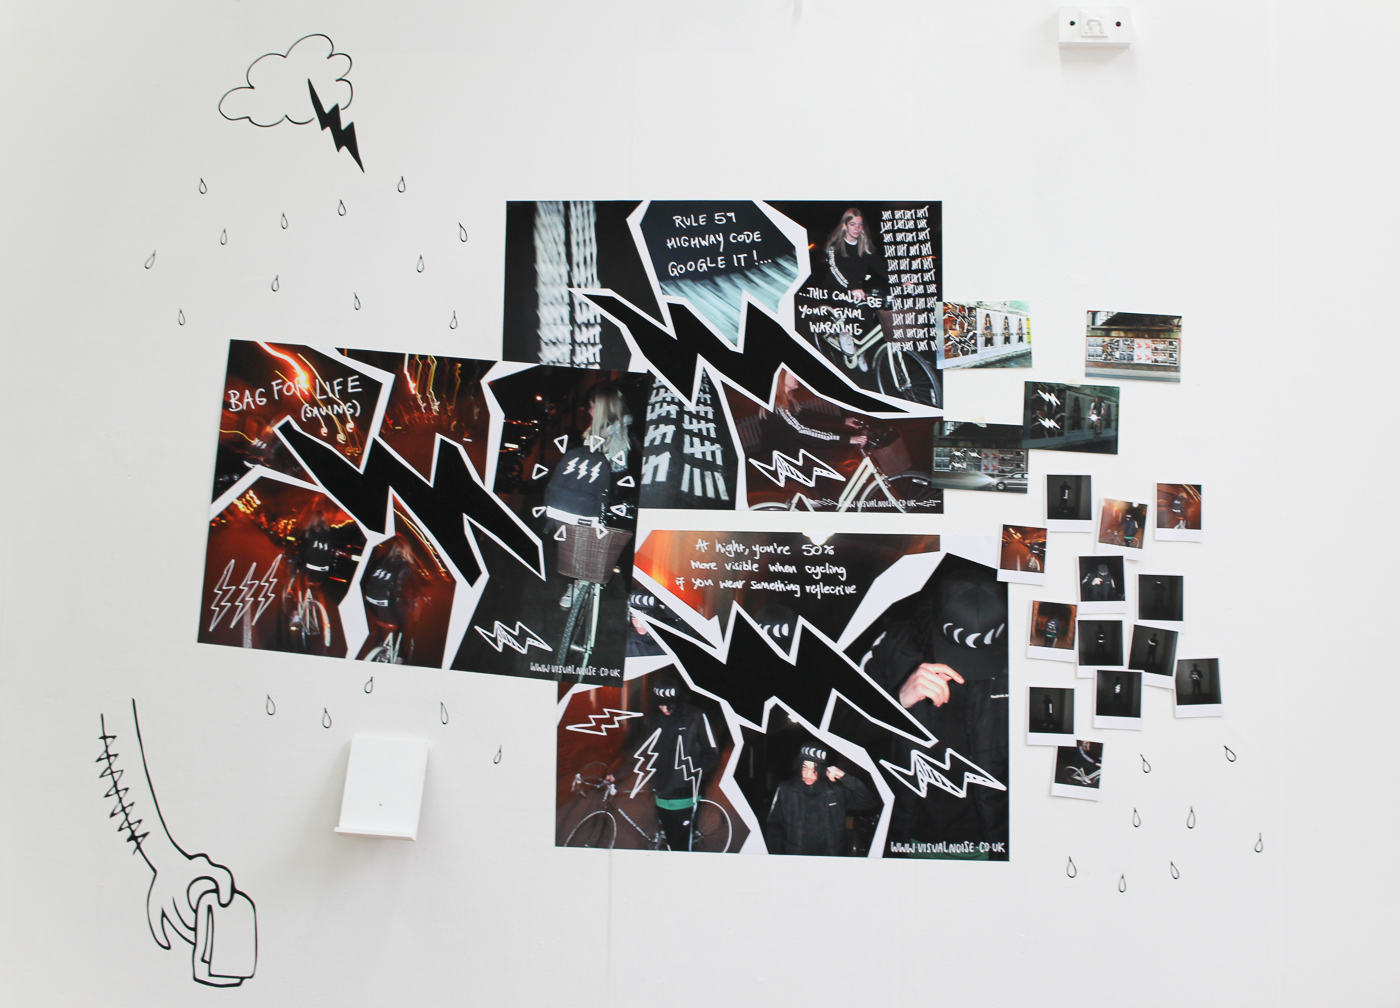 RULE 59
HIGHWAY CODE
GOOGLE IT!...
...THIS COULD BE
YOUR FINAL
WARNING
WWW.VISUALNOISE.CO.UK
BAG FOR LIFE
(SAVING)
WWW.VISUALNOISE.CO.UK
At night, you're 50%
more visible when cycling
if you wear something reflective
WWW.VISUALNOISE.CO.UK